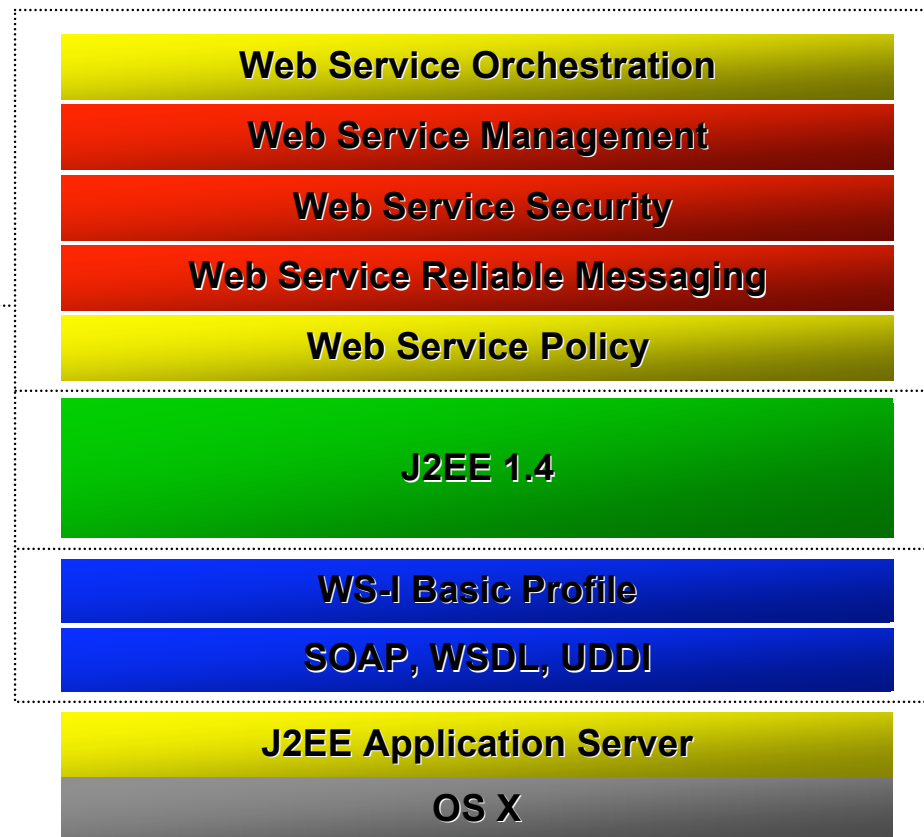 Web Service Orchestration
Web Service Management
Web Service Security
Web Service Reliable Messaging
Web Service Policy
J2EE 1.4
WS-I Basic Profile
SOAP, WSDL, UDDI
J2EE Application Server
OS X